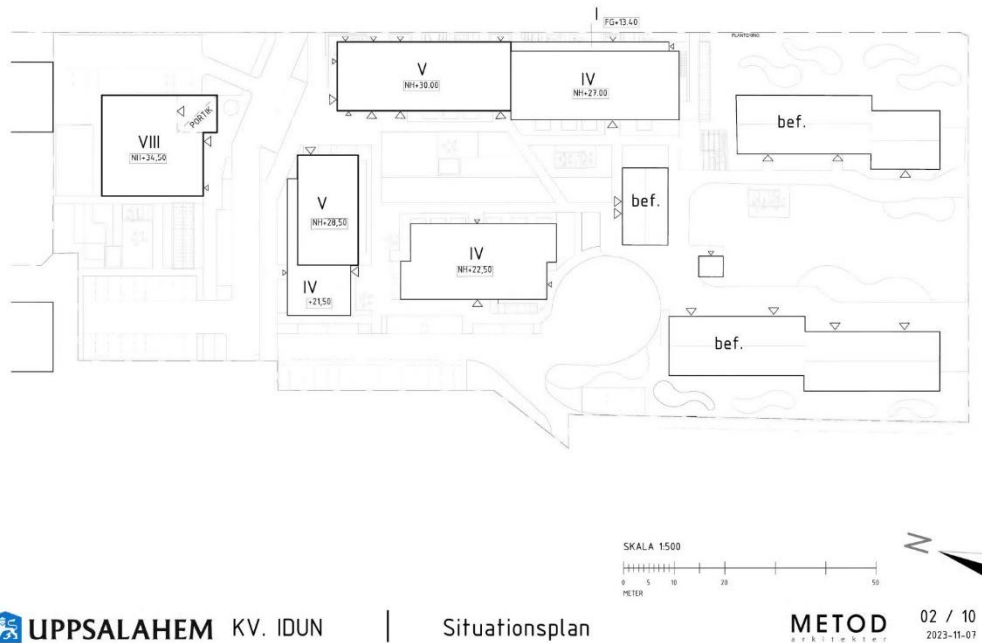 I
FG+13.40
PLANTERING
V
NH+30.00
IV
NH+27.00
bef.
PORTIK
VIII
NH+34,50
V
NH+28,50
bef.
IV
NH+22,50
IV
+21,50
bef.
SKALA 1:500
0 5 10 20 50
METER
N
UPPSALAHEM KV. IDUN | Situationsplan
METOD
arkitekter
02 / 10
2023-11-07